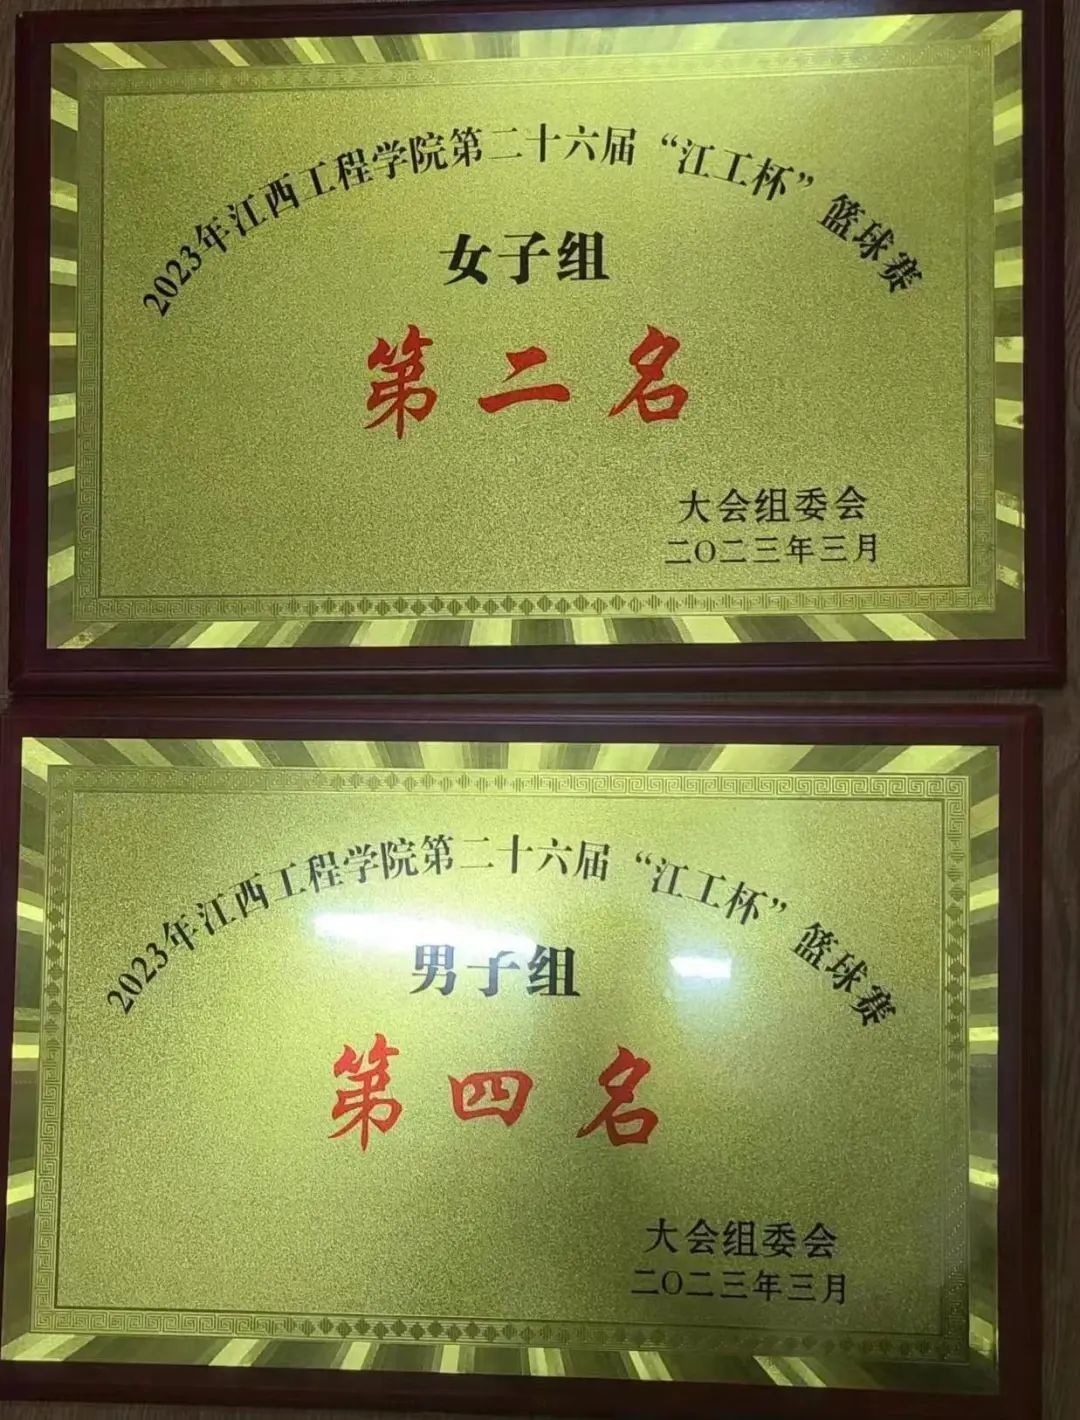 2023年江西工程学院第二十六届“江工杯”篮球赛
女子组
第二名
大会组委会
二〇二三年三月
2023年江西工程学院第二十六届“江工杯”篮球赛
男子组
第四名
大会组委会
二〇二三年三月